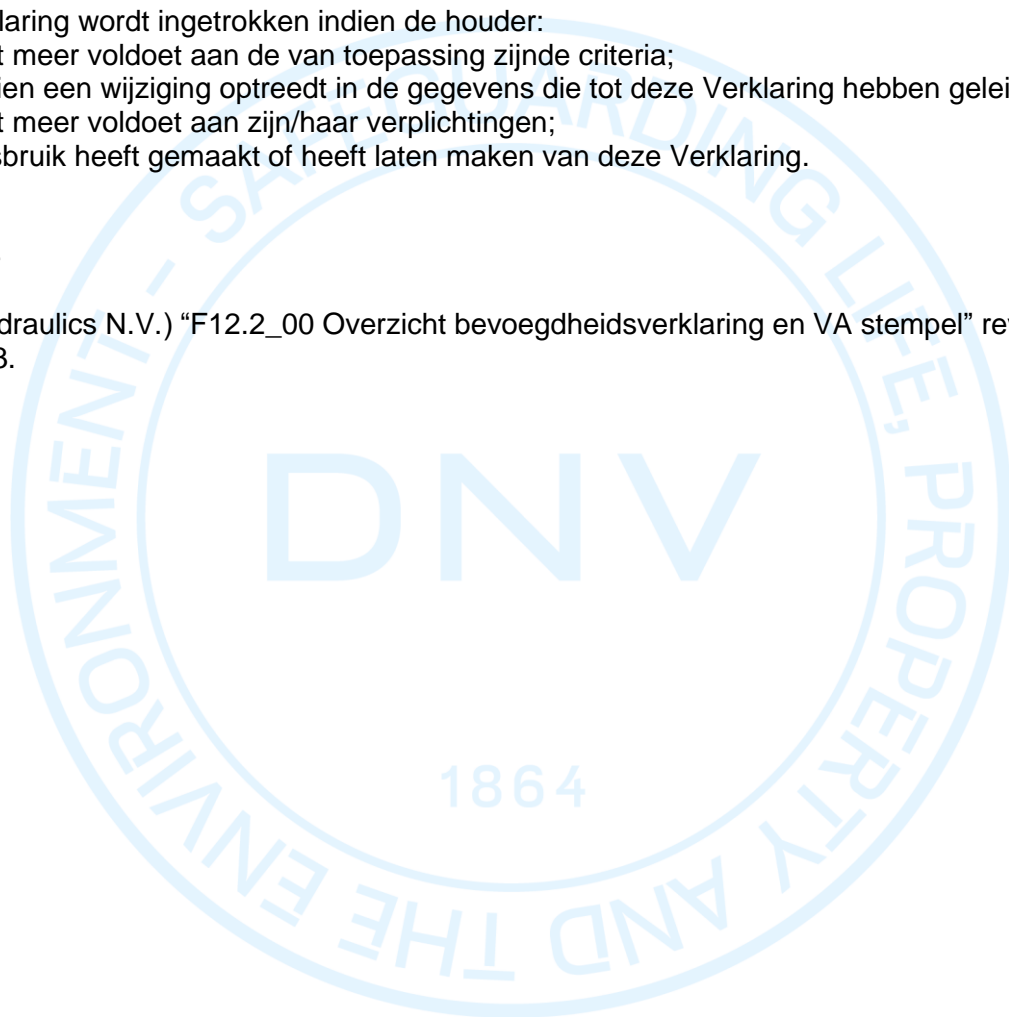 laring wordt ingetrokken indien de houder:
t meer voldoet aan de van toepassing zijnde criteria;
ien een wijziging optreedt in de gegevens die tot deze Verklaring hebben gelei
t meer voldoet aan zijn/haar verplichtingen;
sbruik heeft gemaakt of heeft laten maken van deze Verklaring.
draulics N.V.) “F12.2_00 Overzicht bevoegdheidsverklaring en VA stempel” re
3.
SAFEGUARDING LIFE, PROPERTY AND THE ENVIRONMENT -
DNV
1864